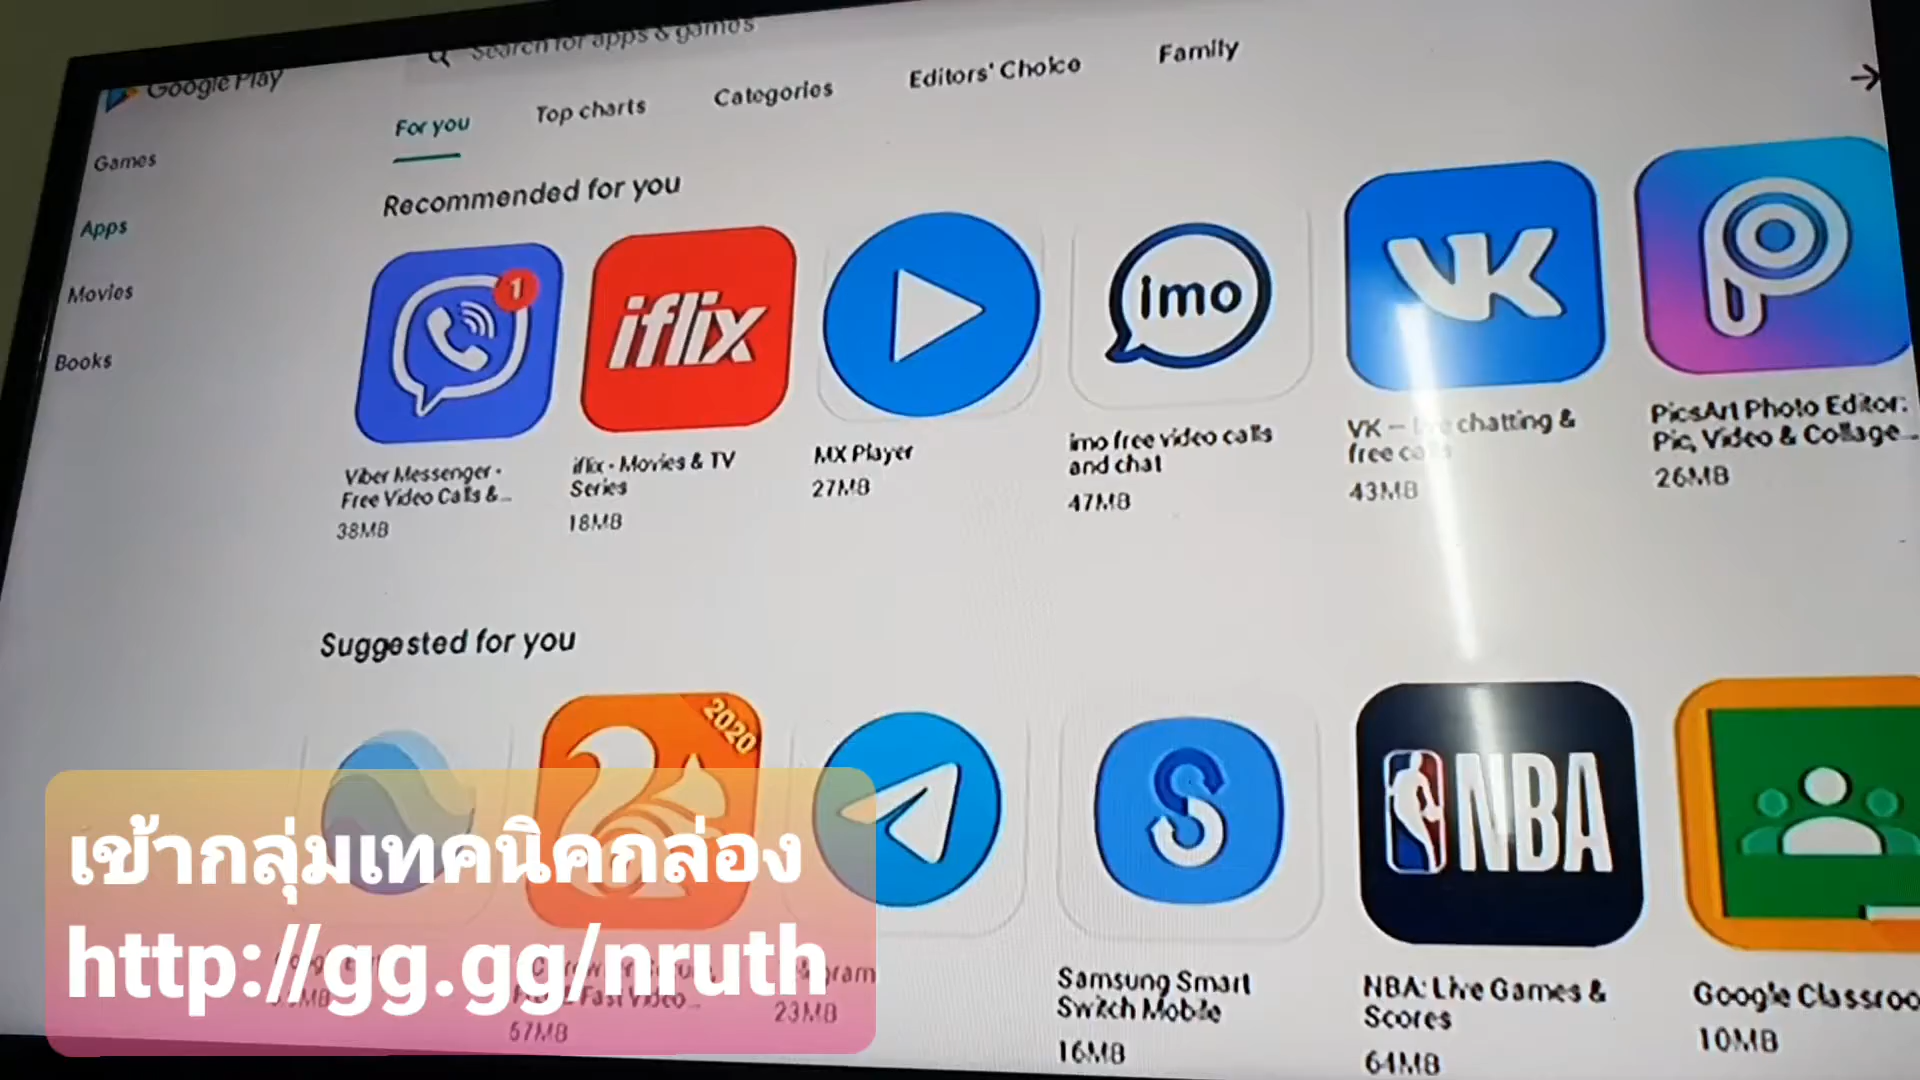 Search for apps & games
Google Play
For you
Top charts
Categories
Editors' Choice
Family
Games
Apps
Movies
Books
Recommended for you
1
iflix
imo
VK
Viber Messenger -
Free Video Calls &...
38MB
iflix - Movies & TV
Series
18MB
MX Player
27MB
imo free video calls
and chat
47MB
VK – chatting &
free
43MB
PicsArt Photo Editor:
Pic, Video & Collage...
26MB
Suggested for you
2020
NBA
เข้ากลุ่มเทคนิคกล่อง
http://gg.gg/nruth
Fast Video...
57MB
23MB
Samsung Smart
Switch Mobile
16MB
NBA: Live Games &
Scores
64MB
Google
10MB